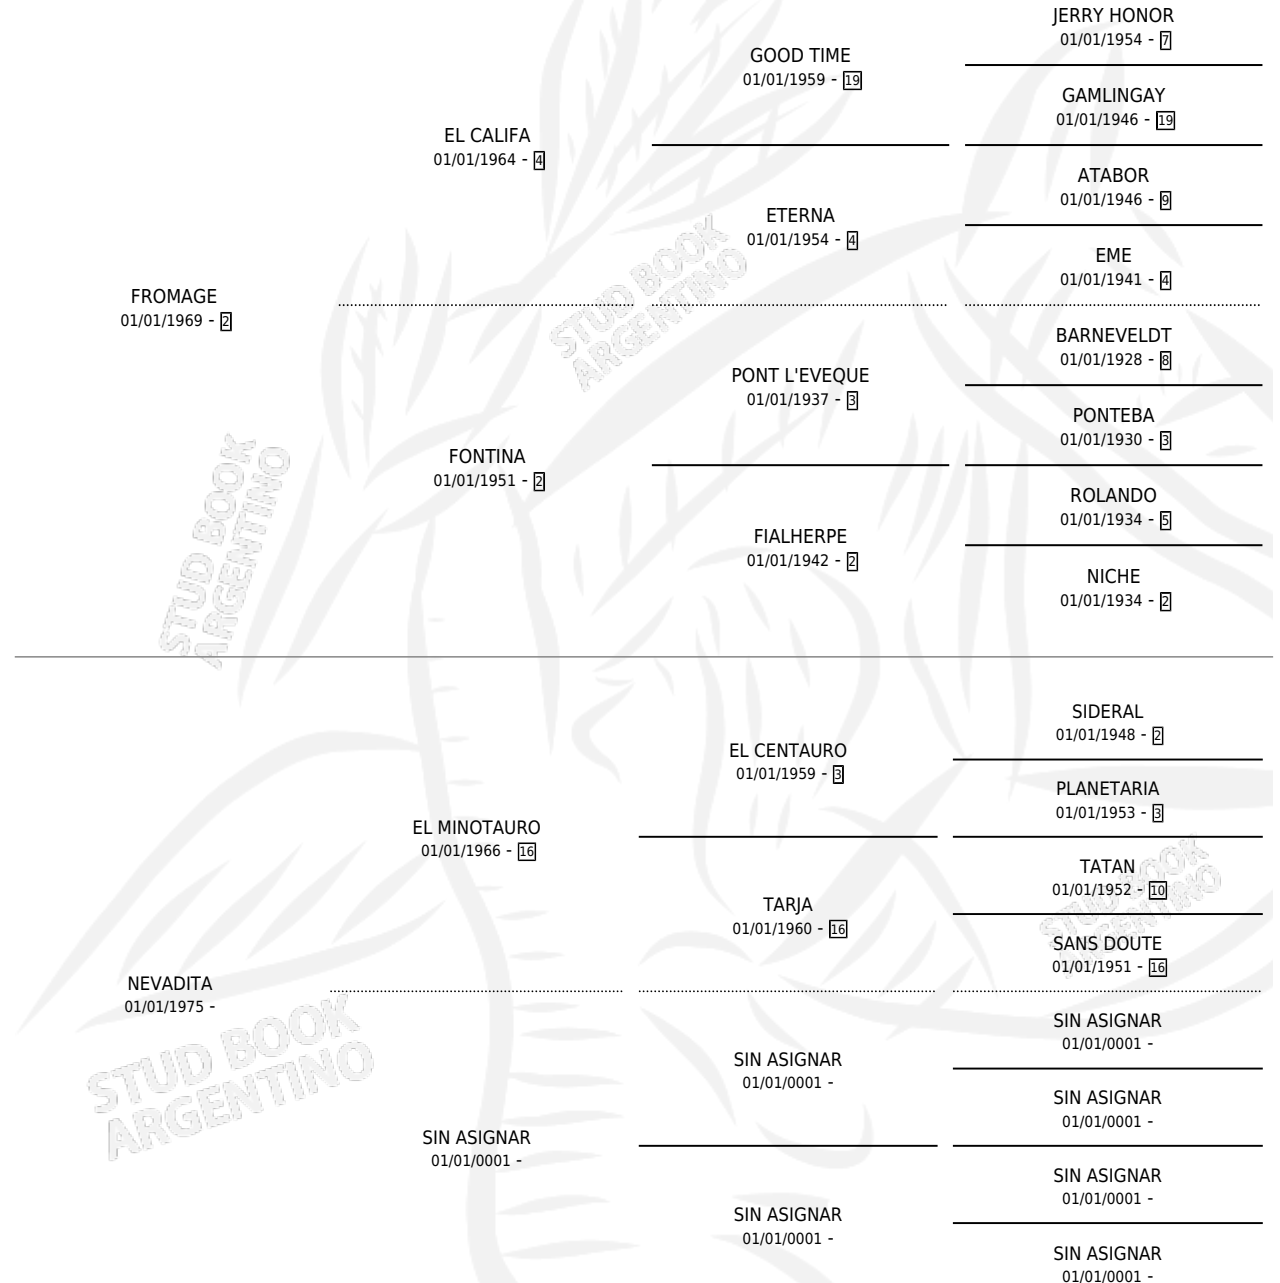 JERRY HONOR
01/01/1954 - 7
GOOD TIME
01/01/1959 - 19
GAMLINGAY
01/01/1946 - 19
EL CALIFA
01/01/1964 - 4
ATABOR
01/01/1946 - 9
ETERNA
01/01/1954 - 4
EME
01/01/1941 - 4
FROMAGE
01/01/1969 - 2
BARNEVELDT
01/01/1928 - 8
PONT L'EVEQUE
01/01/1937 - 3
PONTEBA
01/01/1930 - 3
FONTINA
01/01/1951 - 2
ROLANDO
01/01/1934 - 5
FIALHERPE
01/01/1942 - 2
NICHE
01/01/1934 - 2
STUD BOOK
ARGENTINO
STUD BOOK
ARGENTINO
SIDERAL
01/01/1948 - 2
EL CENTAURO
01/01/1959 - 3
PLANETARIA
01/01/1953 - 3
EL MINOTAURO
01/01/1966 - 16
TATAN
01/01/1952 - 10
TARJA
01/01/1960 - 16
SANS DOUTE
01/01/1951 - 16
STUD BOOK
ARGENTINO
NEVADITA
01/01/1975 -
SIN ASIGNAR
01/01/0001 -
SIN ASIGNAR
01/01/0001 -
SIN ASIGNAR
01/01/0001 -
SIN ASIGNAR
01/01/0001 -
SIN ASIGNAR
01/01/0001 -
SIN ASIGNAR
01/01/0001 -
SIN ASIGNAR
01/01/0001 -
STUD BOOK
ARGENTINO